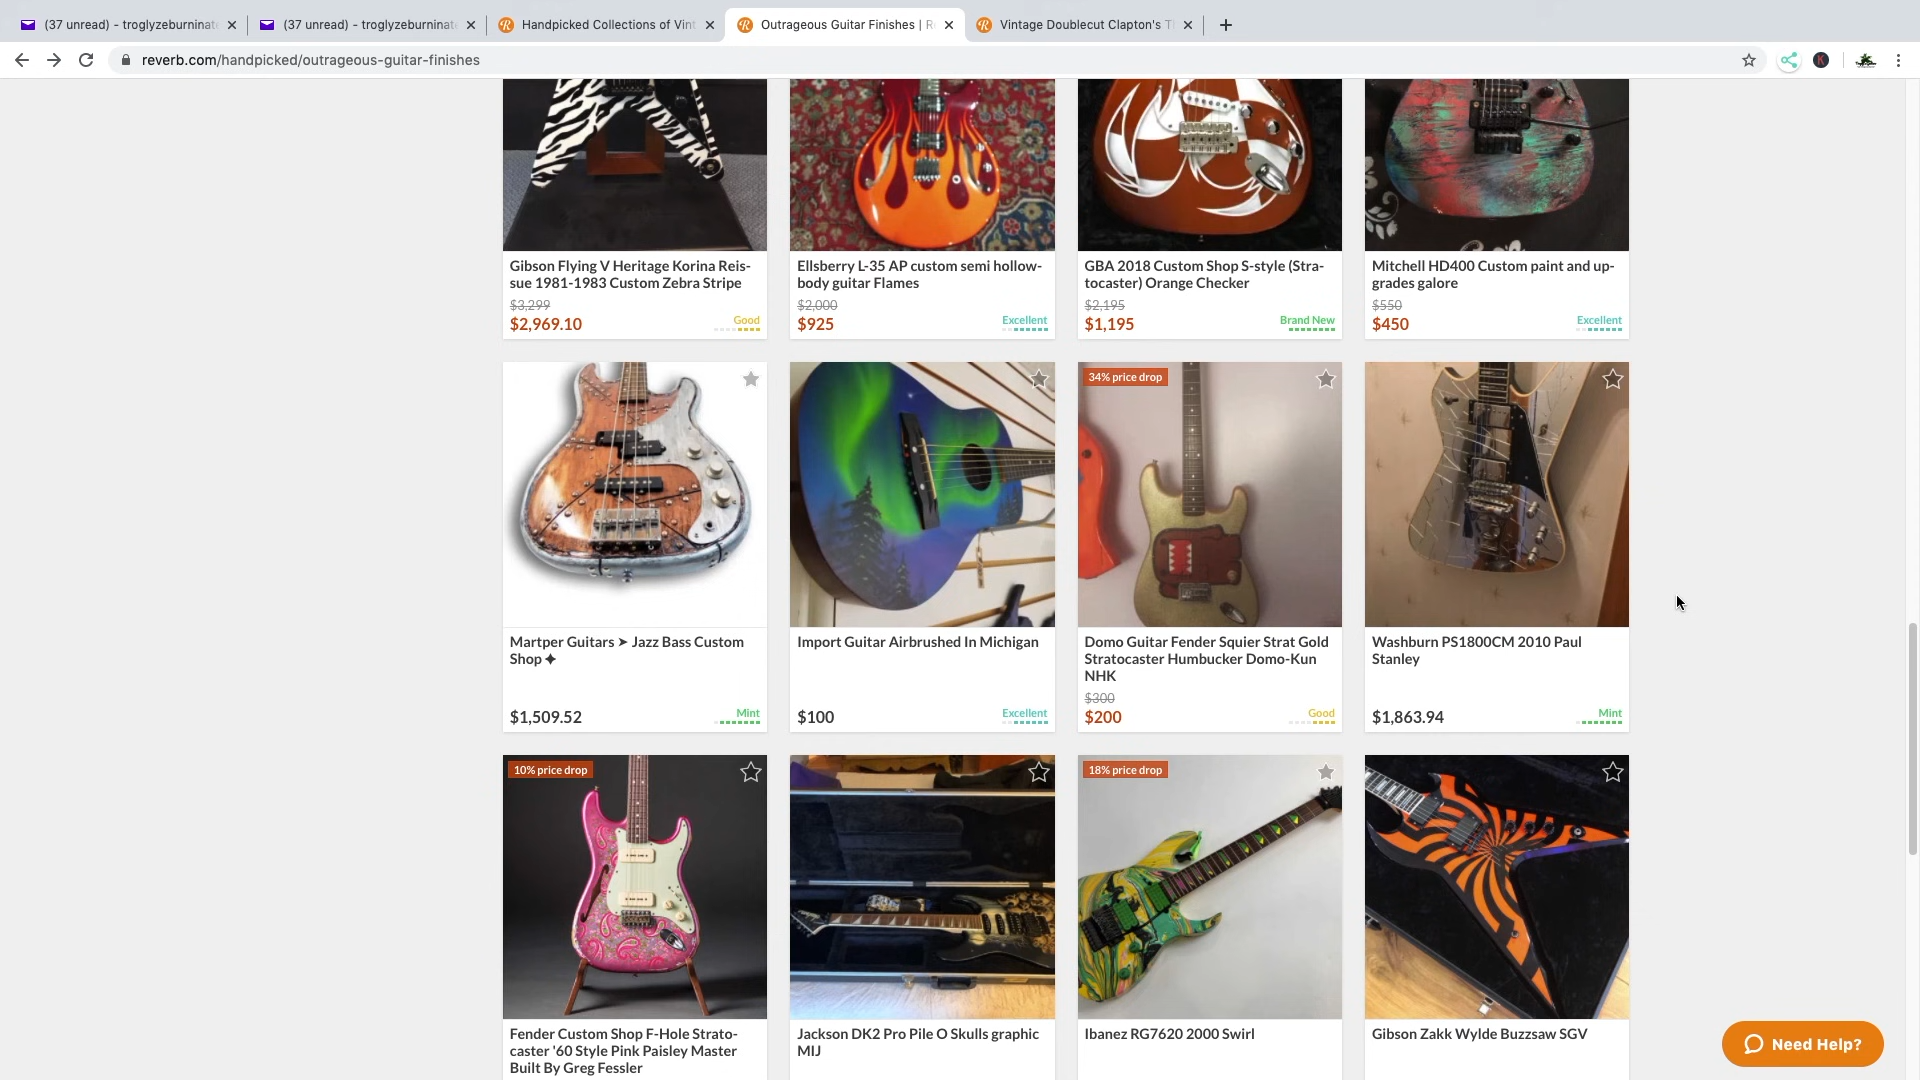 (37 unread) - troglyzeburninate
(37 unread) - troglyzeburninate
Handpicked Collections of Vint
Outrageous Guitar Finishes | Re
Vintage Doublecut Clapton's Th
reverb.com/handpicked/outrageous-guitar-finishes
Gibson Flying V Heritage Korina Reis-
sue 1981-1983 Custom Zebra Stripe
$3,299
$2,969.10
Good
Ellsberry L-35 AP custom semi hollow-
body guitar Flames
$2,000
$925
Excellent
GBA 2018 Custom Shop S-style (Stra-
tocaster) Orange Checker
$2,195
$1,195
Brand New
Mitchell HD400 Custom paint and up-
grades galore
$550
$450
Excellent
Martper Guitars ➤ Jazz Bass Custom
Shop ✦
$1,509.52
Mint
Import Guitar Airbrushed In Michigan
$100
Excellent
34% price drop
Domo Guitar Fender Squier Strat Gold
Stratocaster Humbucker Domo-Kun
NHK
$300
$200
Good
Washburn PS1800CM 2010 Paul
Stanley
$1,863.94
Mint
10% price drop
Fender Custom Shop F-Hole Strato-
caster '60 Style Pink Paisley Master
Built By Greg Fessler
Jackson DK2 Pro Pile O Skulls graphic
MIJ
18% price drop
Ibanez RG7620 2000 Swirl
Gibson Zakk Wylde Buzzsaw SGV
Need Help?